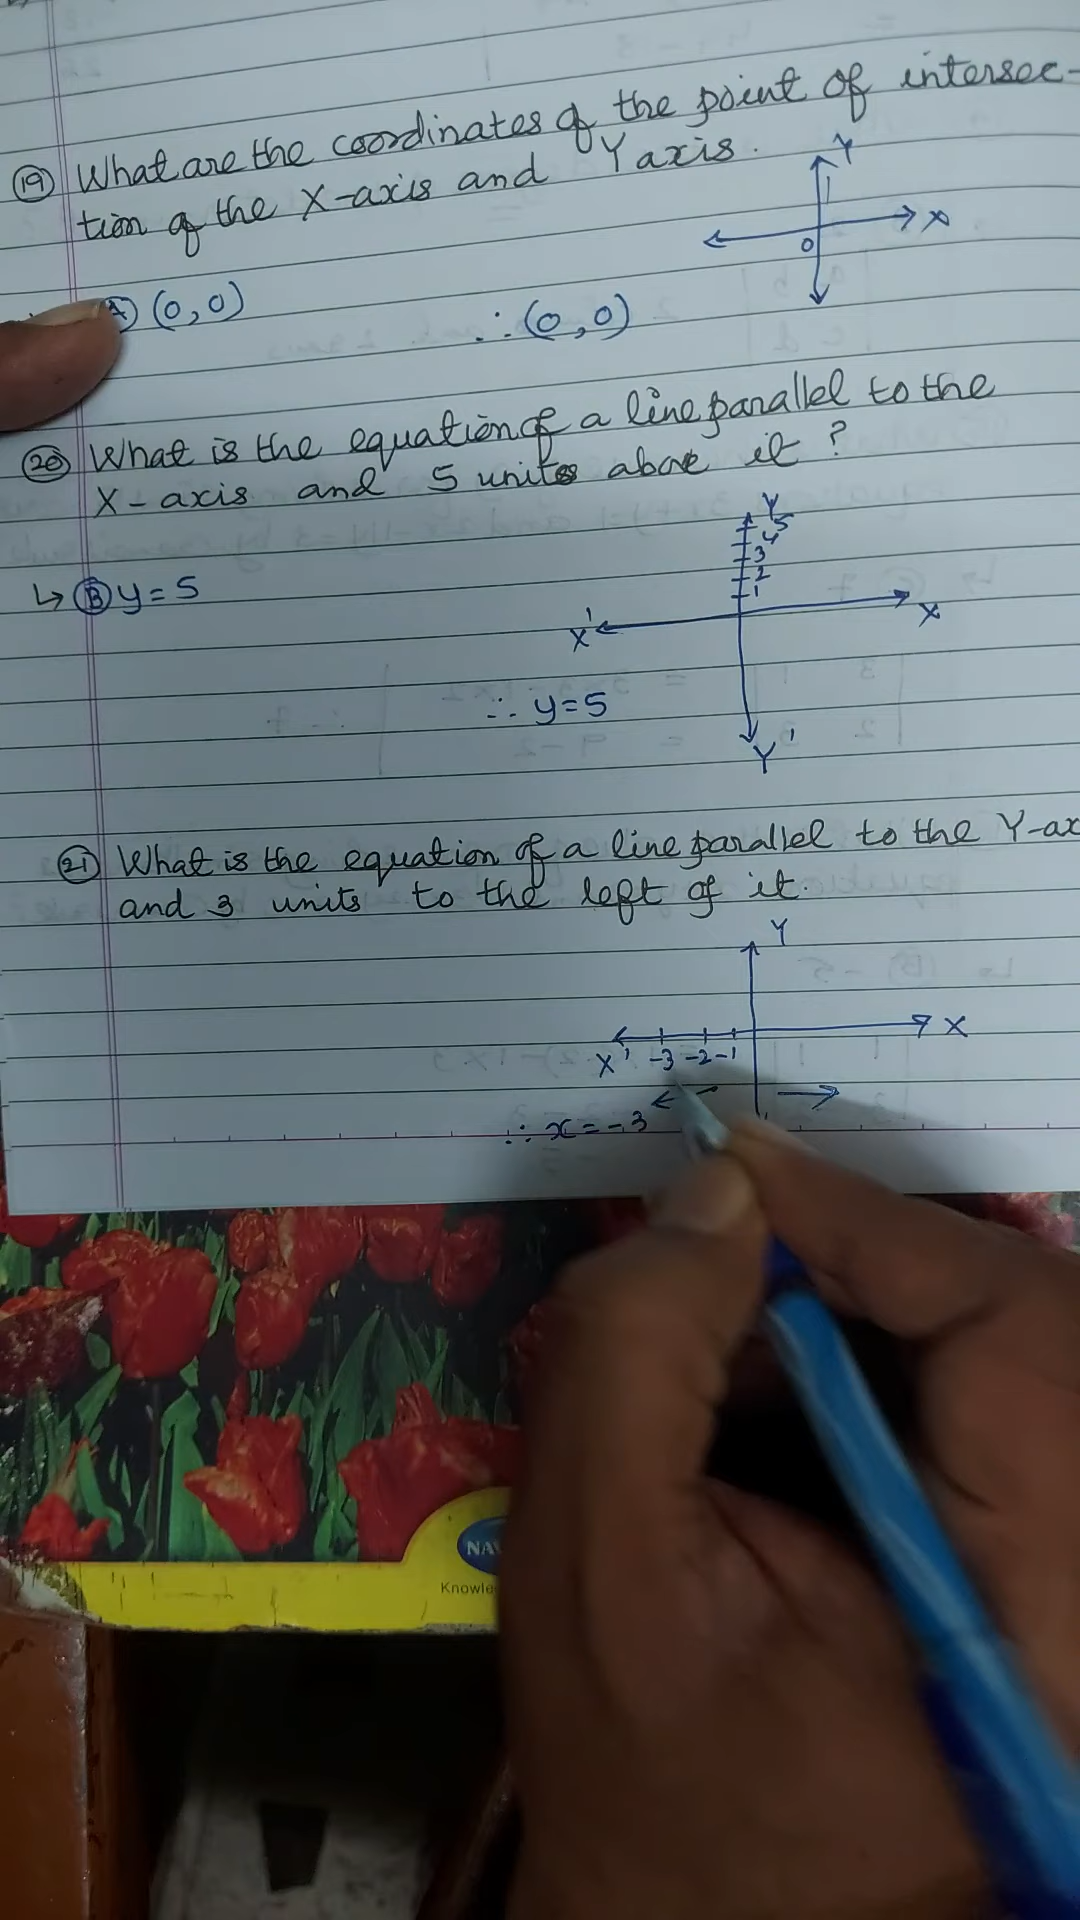 (19) What are the coordinates of the point of intersec-
tion of the X-axis and Y axis.
Y
X
0
(A) (0,0)
∴ (0,0)
(20) What is the equation of a line parallel to the
X-axis and 5 units above it ?
Y
5
4
3
2
1
↳ (B) y=5
X' X
∴ y=5
Y'
(21) What is the equation of a line parallel to the Y-ax
and 3 units to the left of it.
Y
X
X' -3 -2 -1
∴ x=-3
NAV
Knowle